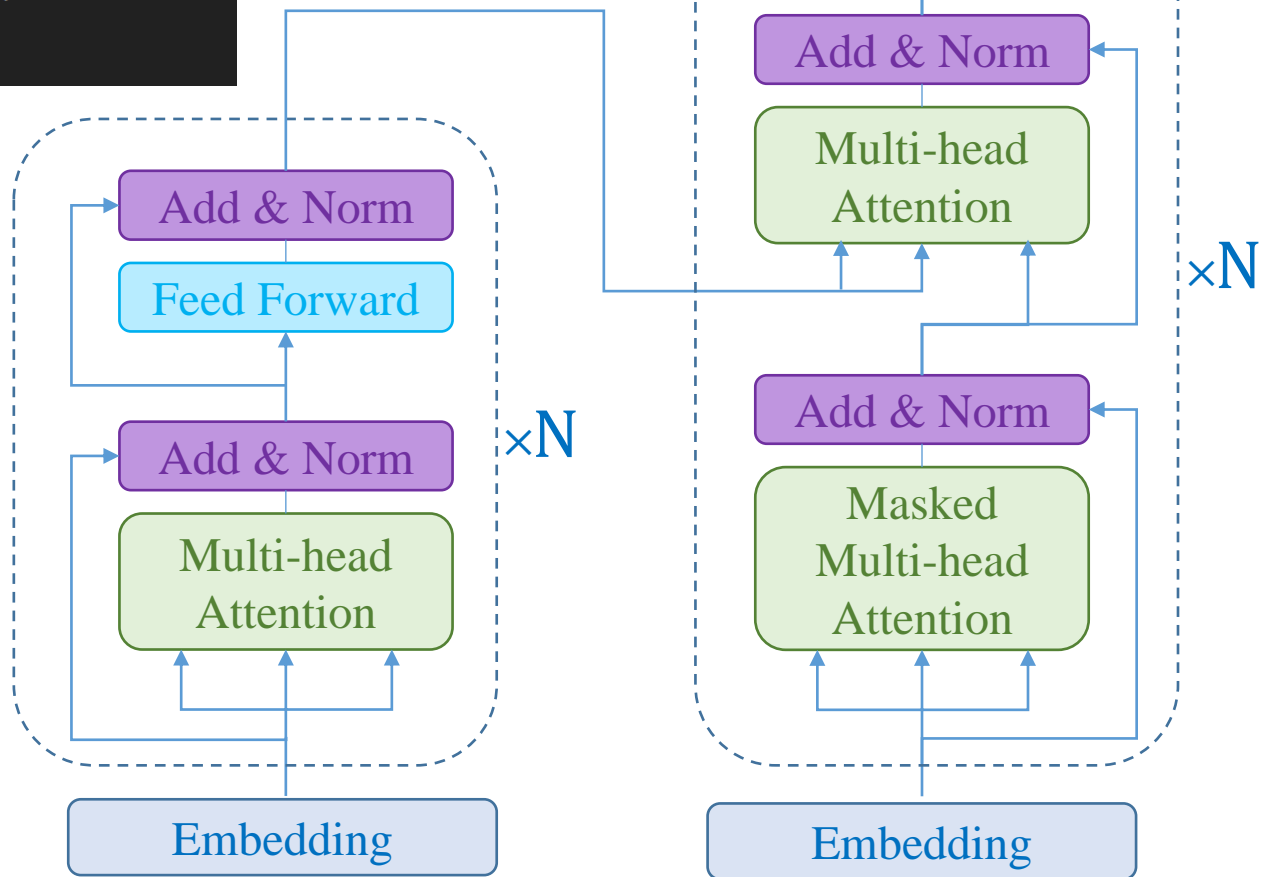 Add & Norm
Feed Forward
Add & Norm
Multi-head
Attention
×N
Embedding
Add & Norm
Multi-head
Attention
×N
Add & Norm
Masked
Multi-head
Attention
Embedding